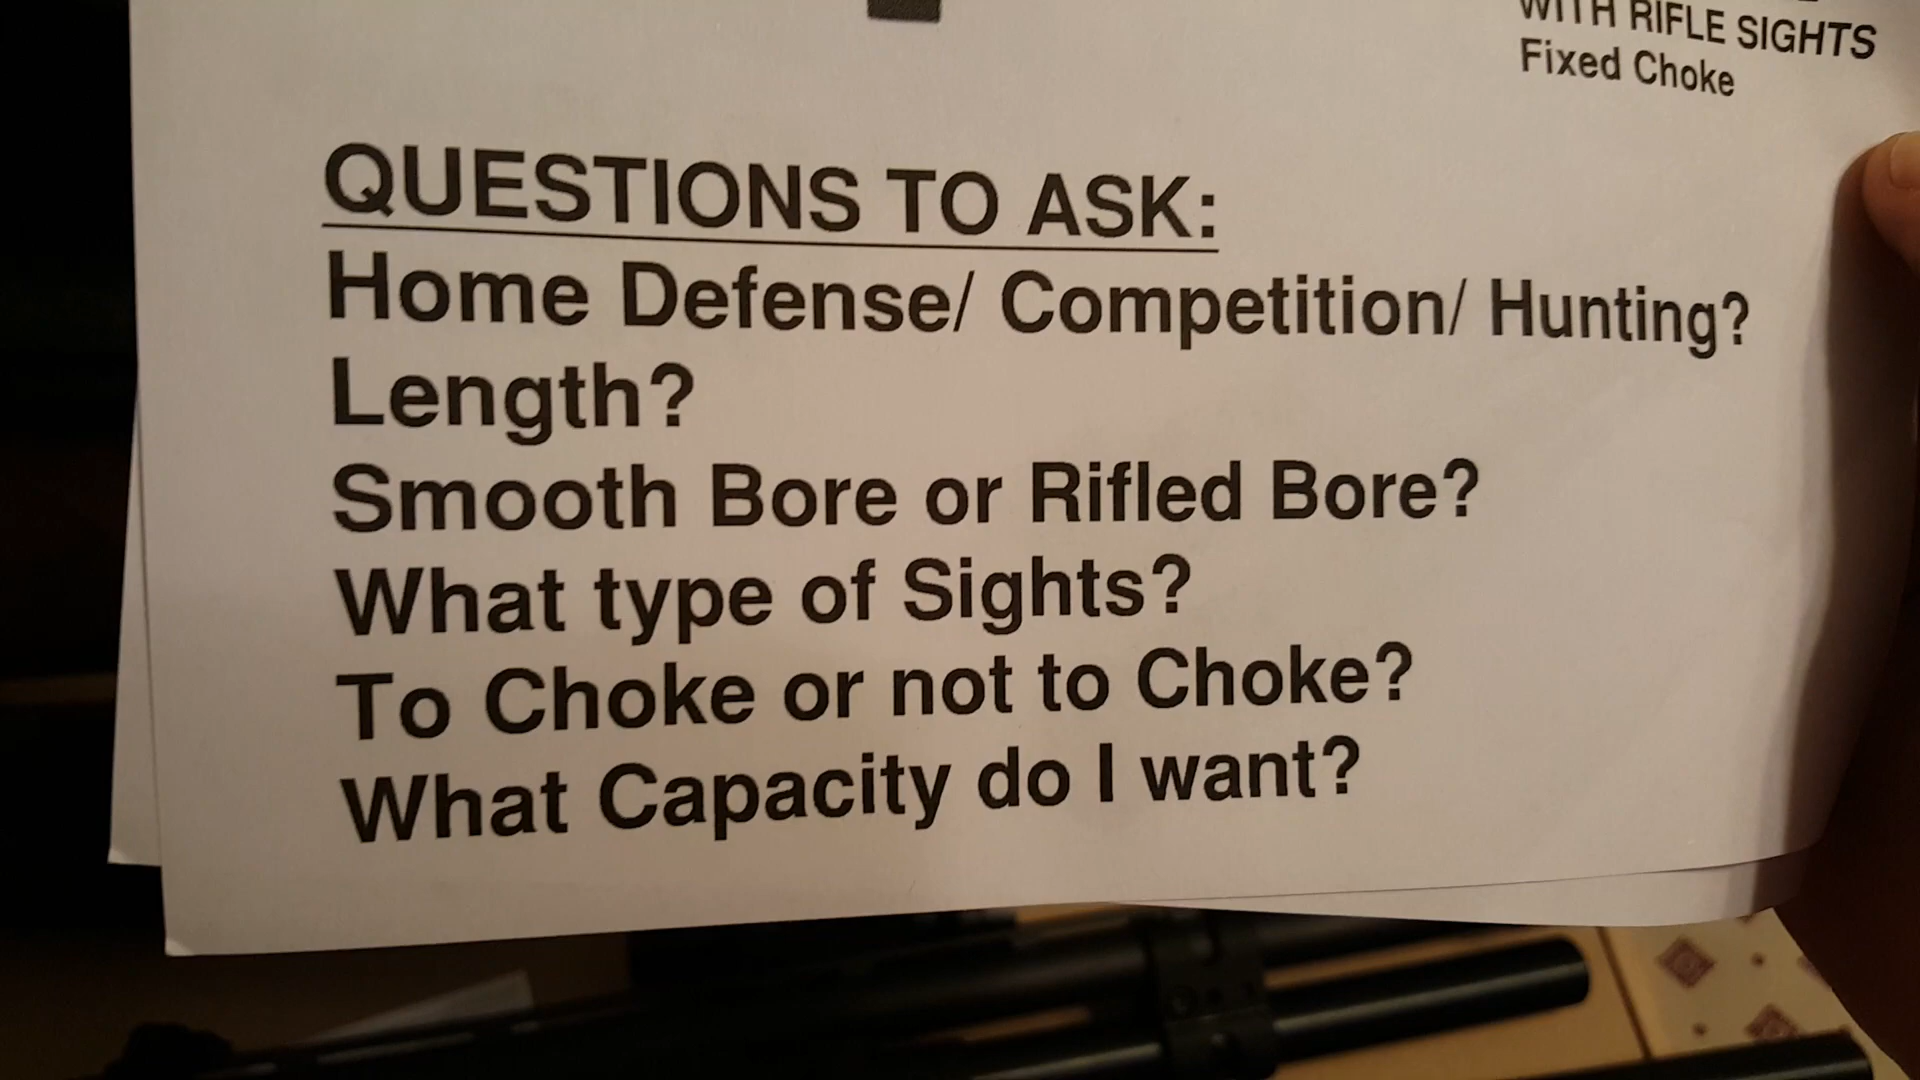 WITH RIFLE SIGHTS
Fixed Choke
QUESTIONS TO ASK:
Home Defense/ Competition/ Hunting?
Length?
Smooth Bore or Rifled Bore?
What type of Sights?
To Choke or not to Choke?
What Capacity do I want?